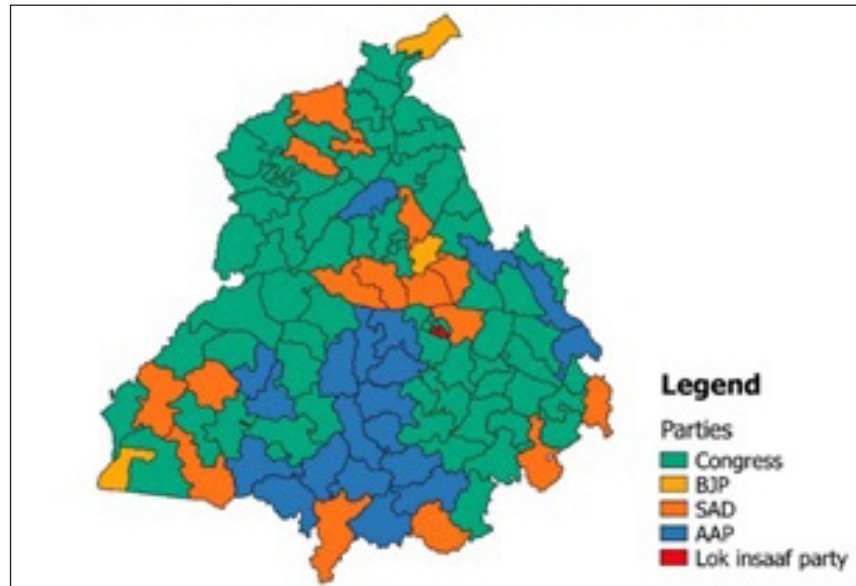 Legend
Parties
Congress
BJP
SAD
AAP
Lok insaaf party